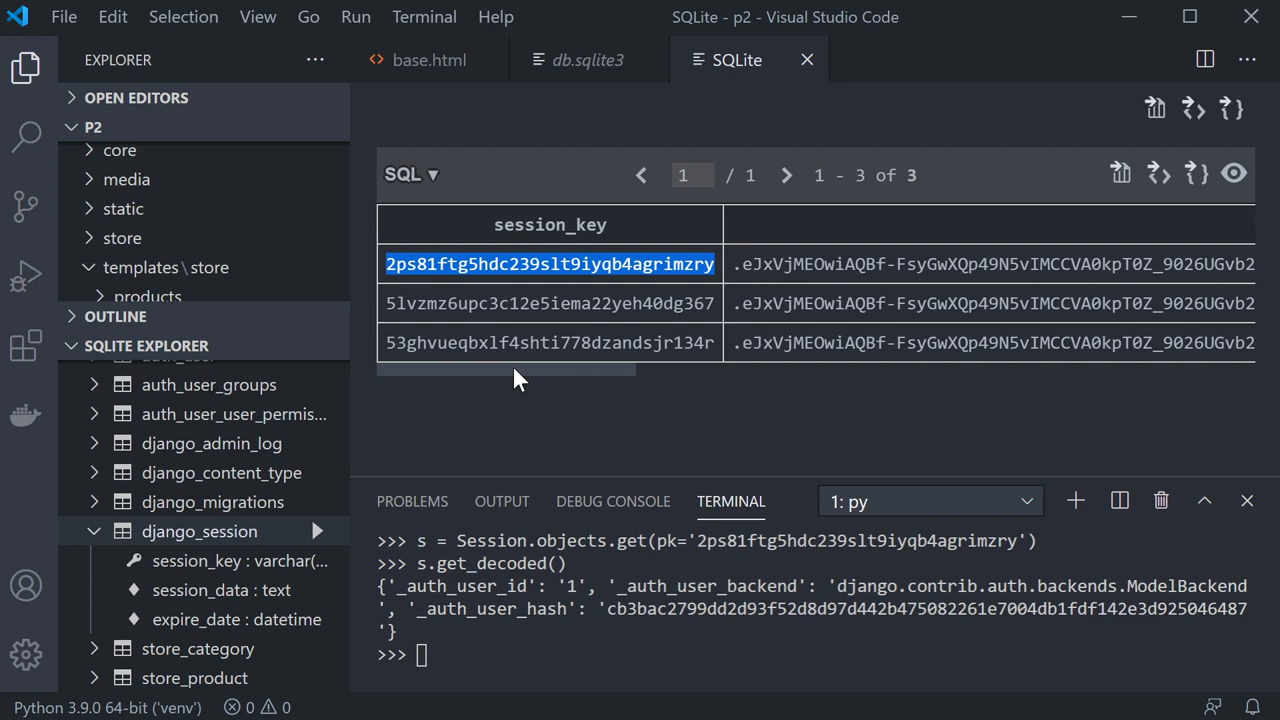 File Edit Selection View Go Run Terminal Help SQLite - p2 - Visual Studio Code
EXPLORER ··· <> base.html db.sqlite3 SQLite
OPEN EDITORS
P2
core
media
static
store
templates\store
products
OUTLINE
SQLITE EXPLORER
auth_user_groups
auth_user_user_permis...
django_admin_log
django_content_type
django_migrations
django_session
session_key : varchar(...
session_data : text
expire_date : datetime
store_category
store_product
SQL ▼ 1 / 1 1 - 3 of 3
session_key
2ps81ftg5hdc239slt9iyqb4agrimzry .eJxVjMEOwiAQBf-FsyGwXQp49N5vIMCCVA0kpT0Z_9026UGvb2
5lvzmz6upc3c12e5iema22yeh40dg367 .eJxVjMEOwiAQBf-FsyGwXQp49N5vIMCCVA0kpT0Z_9026UGvb2
53ghvueqbxlf4shti778dzandsjr134r .eJxVjMEOwiAQBf-FsyGwXQp49N5vIMCCVA0kpT0Z_9026UGvb2
PROBLEMS OUTPUT DEBUG CONSOLE TERMINAL 1: py
>>> s = Session.objects.get(pk='2ps81ftg5hdc239slt9iyqb4agrimzry')
>>> s.get_decoded()
{'_auth_user_id': '1', '_auth_user_backend': 'django.contrib.auth.backends.ModelBackend
', '_auth_user_hash': 'cb3bac2799dd2d93f52d8d97d442b475082261e7004db1fdf142e3d925046487
'}
>>>
Python 3.9.0 64-bit ('venv') 0 0